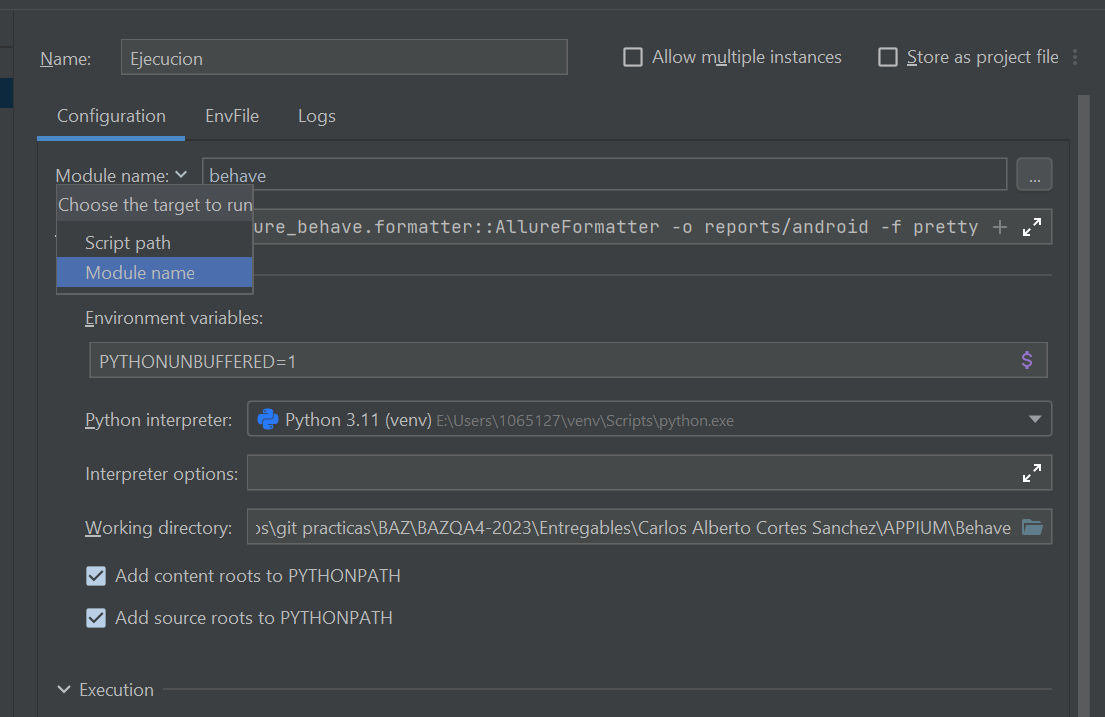 Name:
Ejecucion
Allow multiple instances
Store as project file
Configuration
EnvFile
Logs
Module name:
behave
...
Choose the target to run
Script path
Module name
ure_behave.formatter::AllureFormatter -o reports/android -f pretty
Environment variables:
PYTHONUNBUFFERED=1
$
Python interpreter:
Python 3.11 (venv) E:\Users\1065127\venv\Scripts\python.exe
Interpreter options:
Working directory:
os\git practicas\BAZ\BAZQA4-2023\Entregables\Carlos Alberto Cortes Sanchez\APPIUM\Behave
Add content roots to PYTHONPATH
Add source roots to PYTHONPATH
Execution